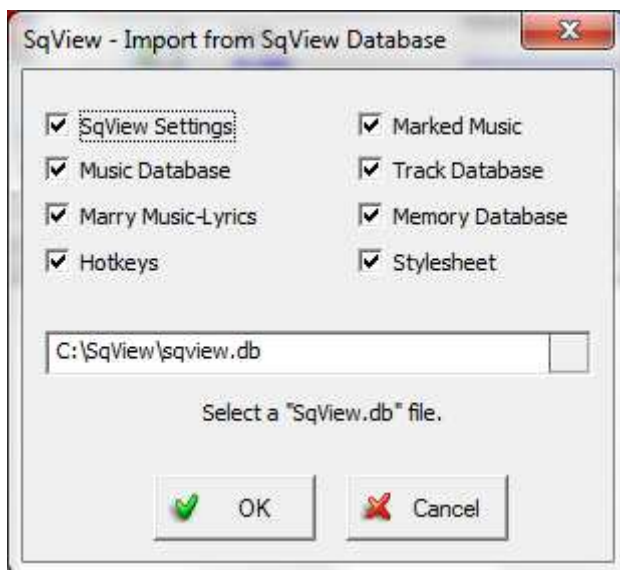 SqView - Import from SqView Database
SqView Settings
Marked Music
Music Database
Track Database
Marry Music-Lyrics
Memory Database
Hotkeys
Stylesheet
C:\SqView\sqview.db
Select a "SqView.db" file.
OK
Cancel